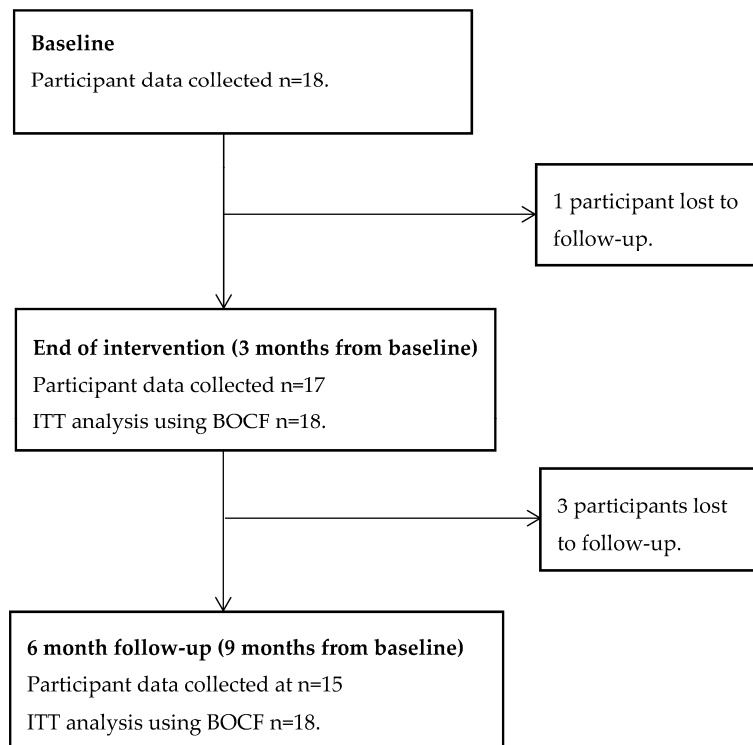 Baseline
Participant data collected n=18.
1 participant lost to
follow-up.
End of intervention (3 months from baseline)
Participant data collected n=17
ITT analysis using BOCF n=18.
3 participants lost
to follow-up.
6 month follow-up (9 months from baseline)
Participant data collected at n=15
ITT analysis using BOCF n=18.